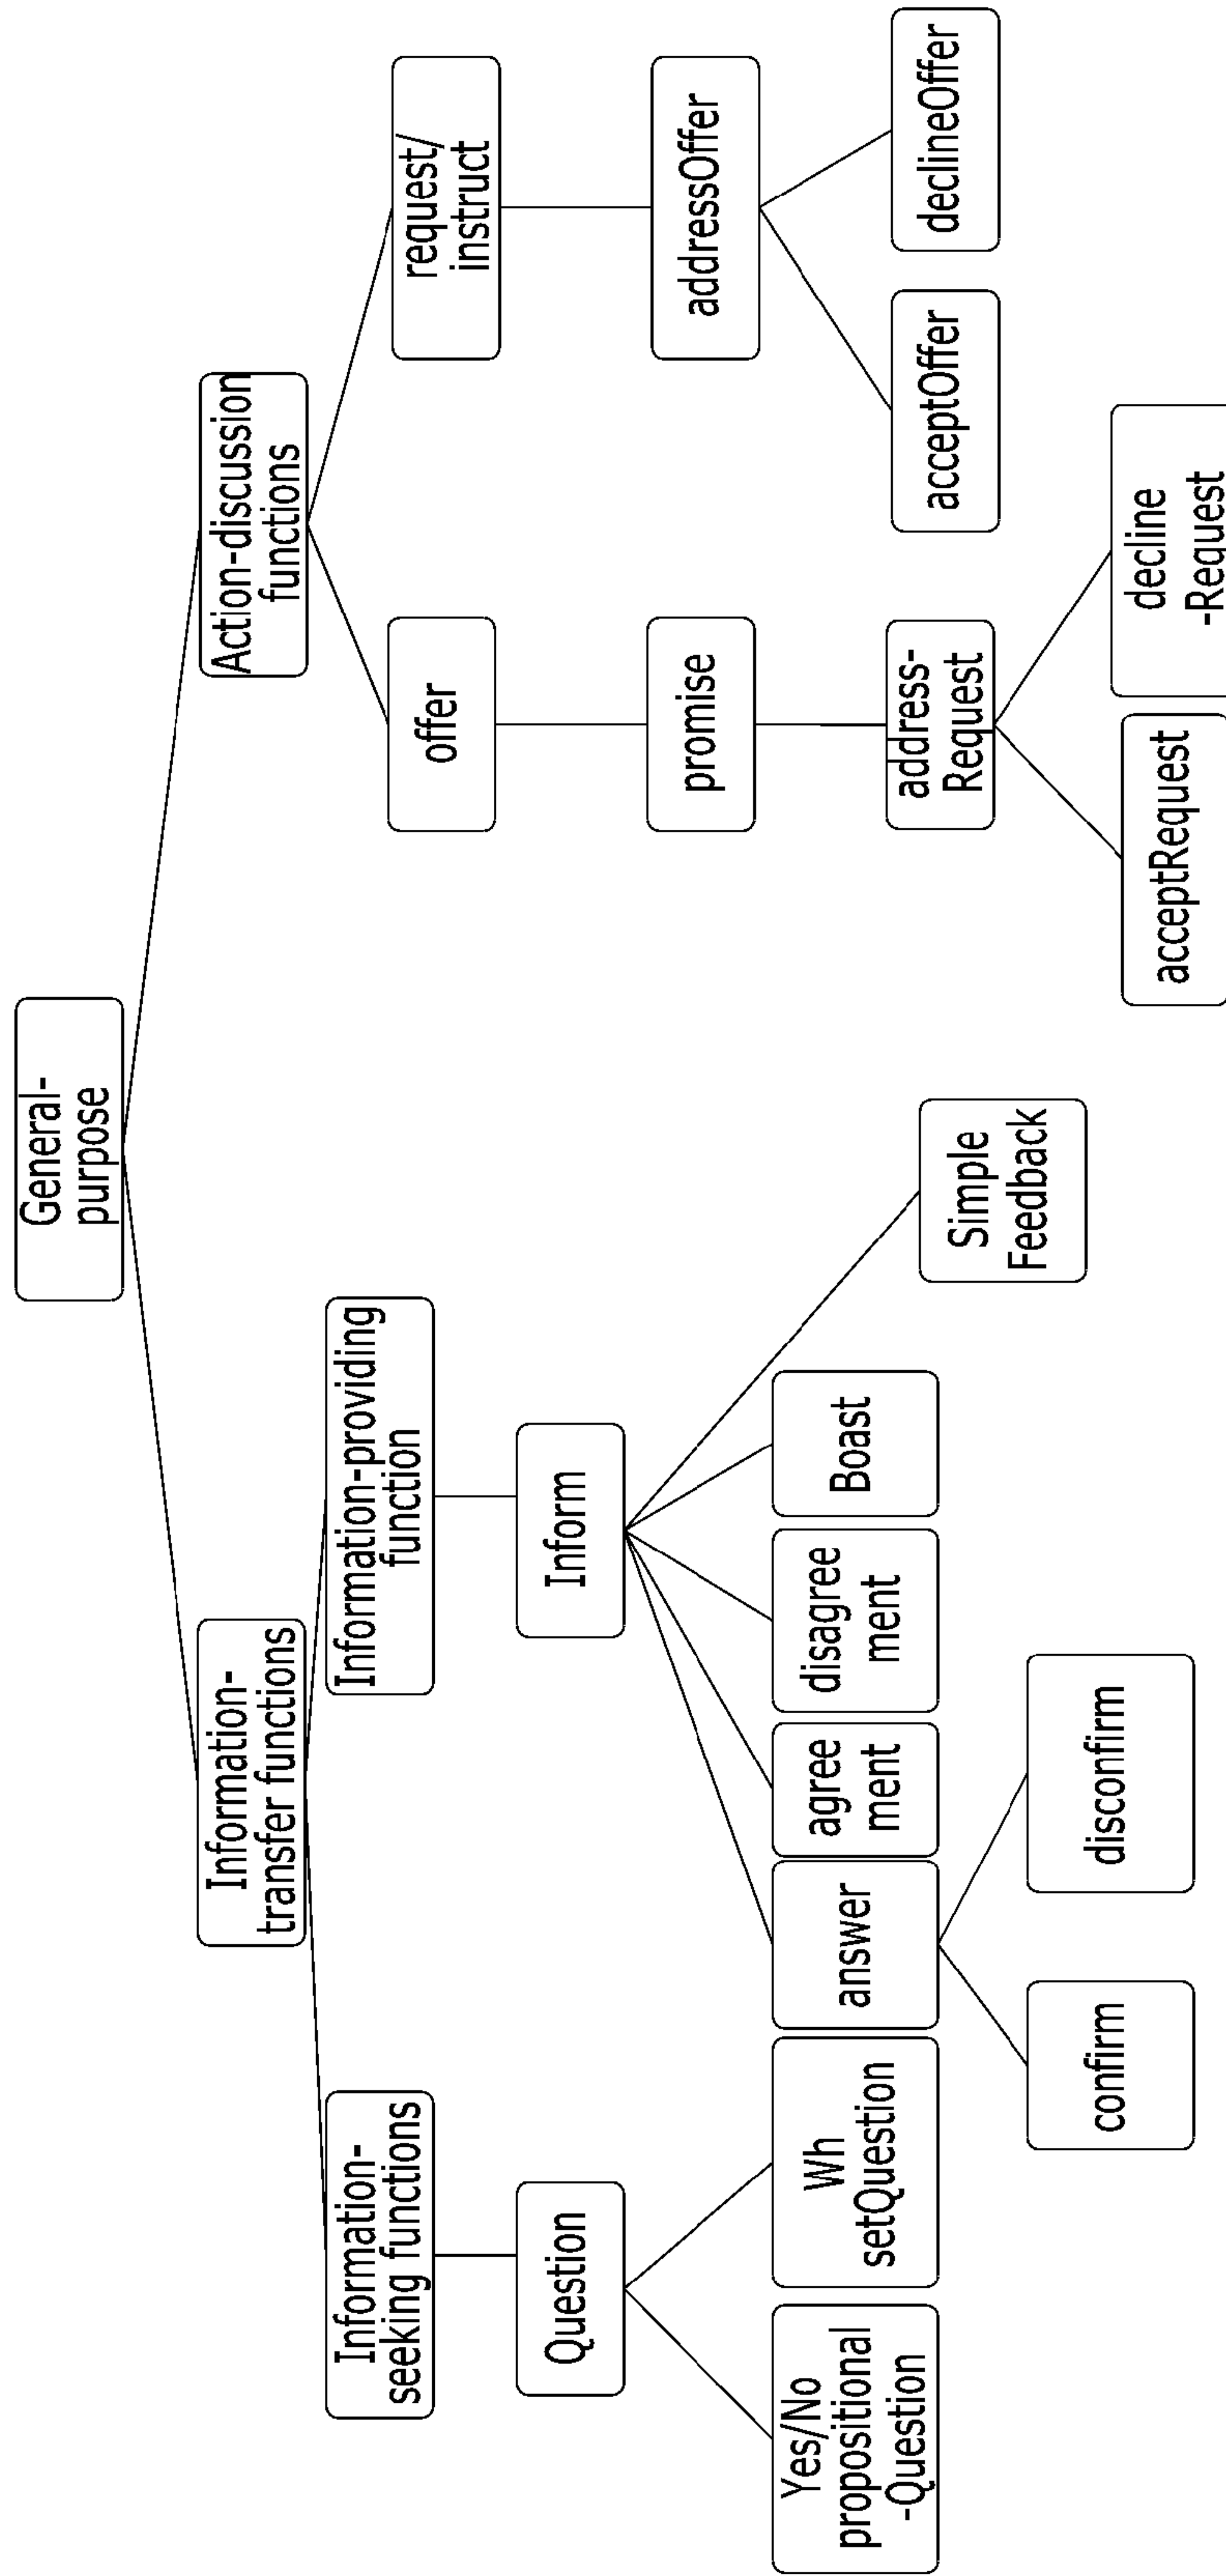 General-
purpose
Information-
transfer functions
Action-discussion
functions
Information-
seeking functions
Information-providing
function
offer
request/
instruct
Question
Inform
promise
addressOffer
Yes/No
propositional
-Question
Wh
setQuestion
answer
agree
ment
disagree
ment
Boast
Simple
Feedback
address-
Request
acceptOffer
declineOffer
confirm
disconfirm
acceptRequest
decline
-Request